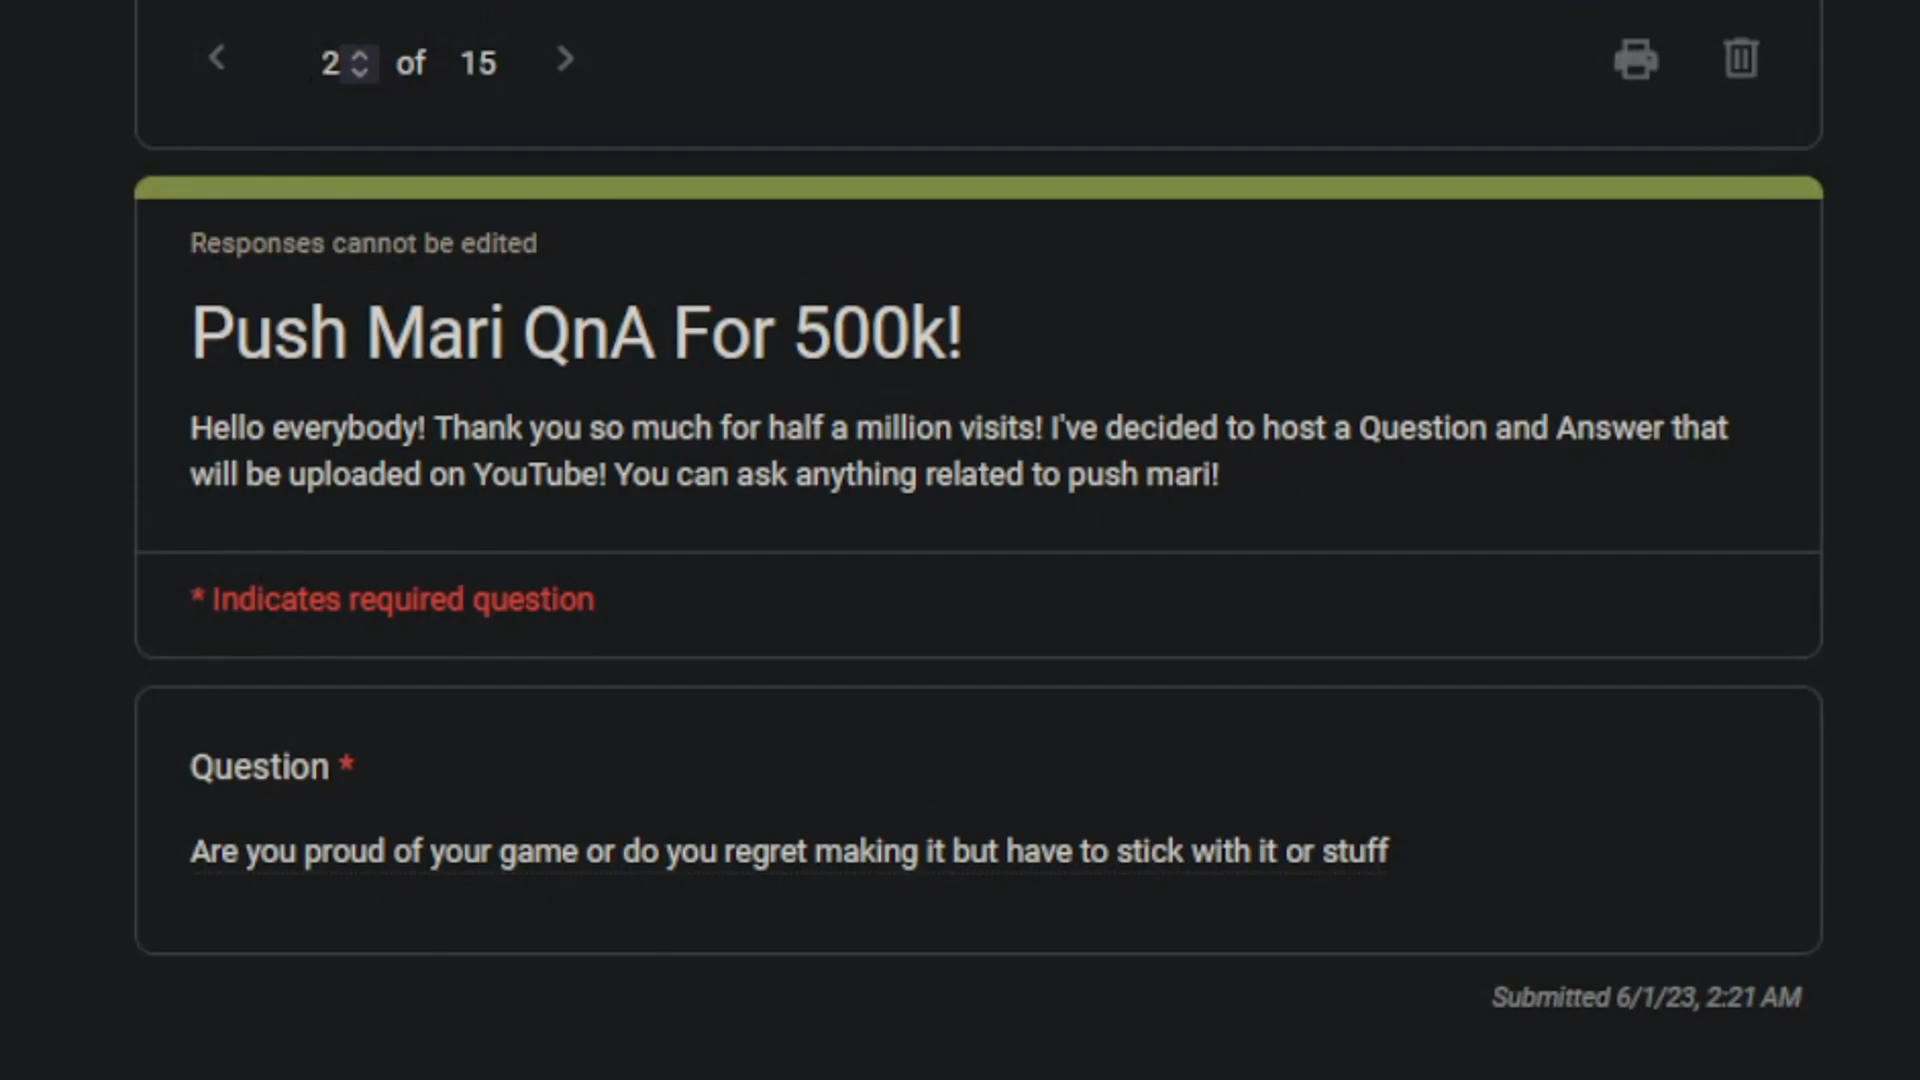 2 of 15
Responses cannot be edited
Push Mari QnA For 500k!
Hello everybody! Thank you so much for half a million visits! I've decided to host a Question and Answer that
will be uploaded on YouTube! You can ask anything related to push mari!
* Indicates required question
Question *
Are you proud of your game or do you regret making it but have to stick with it or stuff
Submitted 6/1/23, 2:21 AM